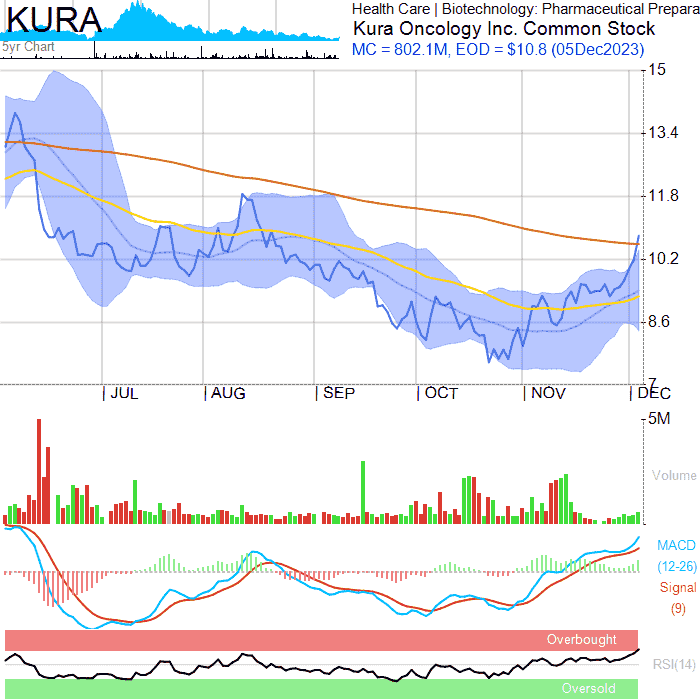 KURA
5yr Chart
Health Care | Biotechnology: Pharmaceutical Prepara
Kura Oncology Inc. Common Stock
MC = 802.1M, EOD = $10.8 (05Dec2023)
15
13.4
11.8
10.2
8.6
7
JUL AUG SEP OCT NOV DEC
5M
Volume
MACD
(12-26)
Signal
(9)
Overbought
RSI(14)
Oversold